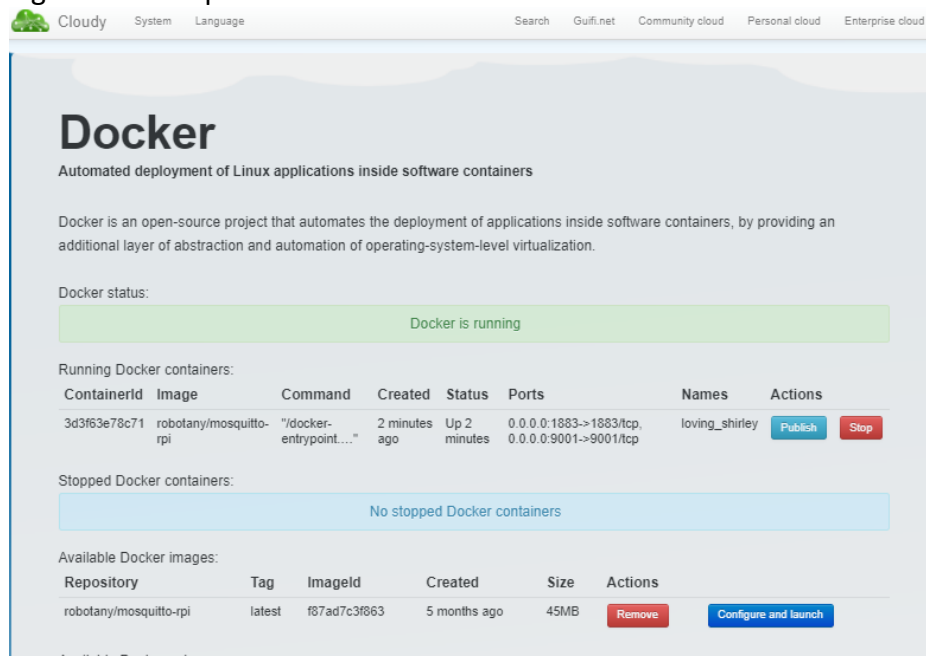 Cloudy System Language Search Guifi.net Community cloud Personal cloud Enterprise cloud
Docker
Automated deployment of Linux applications inside software containers
Docker is an open-source project that automates the deployment of applications inside software containers, by providing an
additional layer of abstraction and automation of operating-system-level virtualization.
Docker status:
Docker is running
Running Docker containers:
ContainerId Image Command Created Status Ports Names Actions
3d3f63e78c71 robotany/mosquitto- "/docker- 2 minutes Up 2 0.0.0.0:1883->1883/tcp, loving_shirley Publish Stop
rpi entrypoint.…" ago minutes 0.0.0.0:9001->9001/tcp
Stopped Docker containers:
No stopped Docker containers
Available Docker images:
Repository Tag ImageId Created Size Actions
robotany/mosquitto-rpi latest f87ad7c3f863 5 months ago 45MB Remove Configure and launch